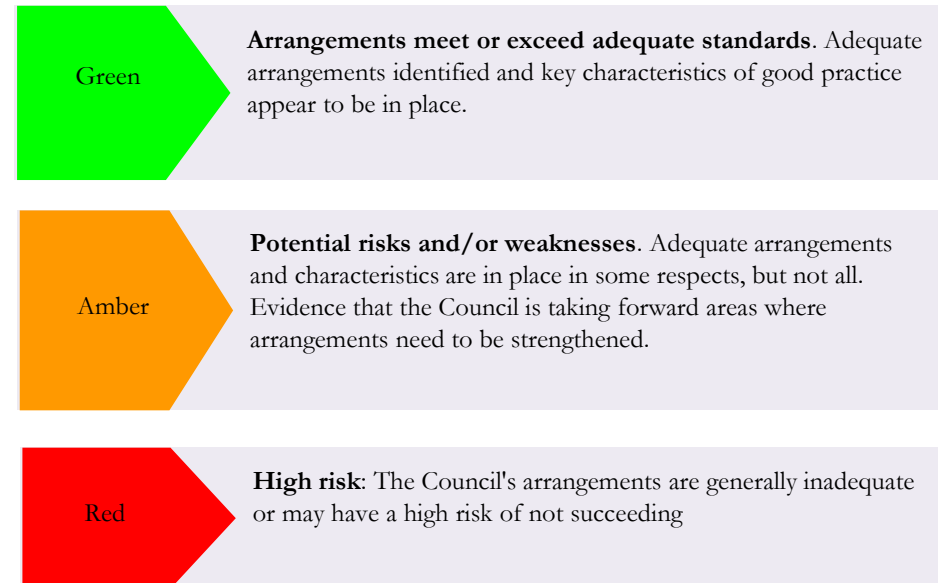 Green
Arrangements meet or exceed adequate standards. Adequate
arrangements identified and key characteristics of good practice
appear to be in place.
Amber
Potential risks and/or weaknesses. Adequate arrangements
and characteristics are in place in some respects, but not all.
Evidence that the Council is taking forward areas where
arrangements need to be strengthened.
Red
High risk: The Council's arrangements are generally inadequate
or may have a high risk of not succeeding